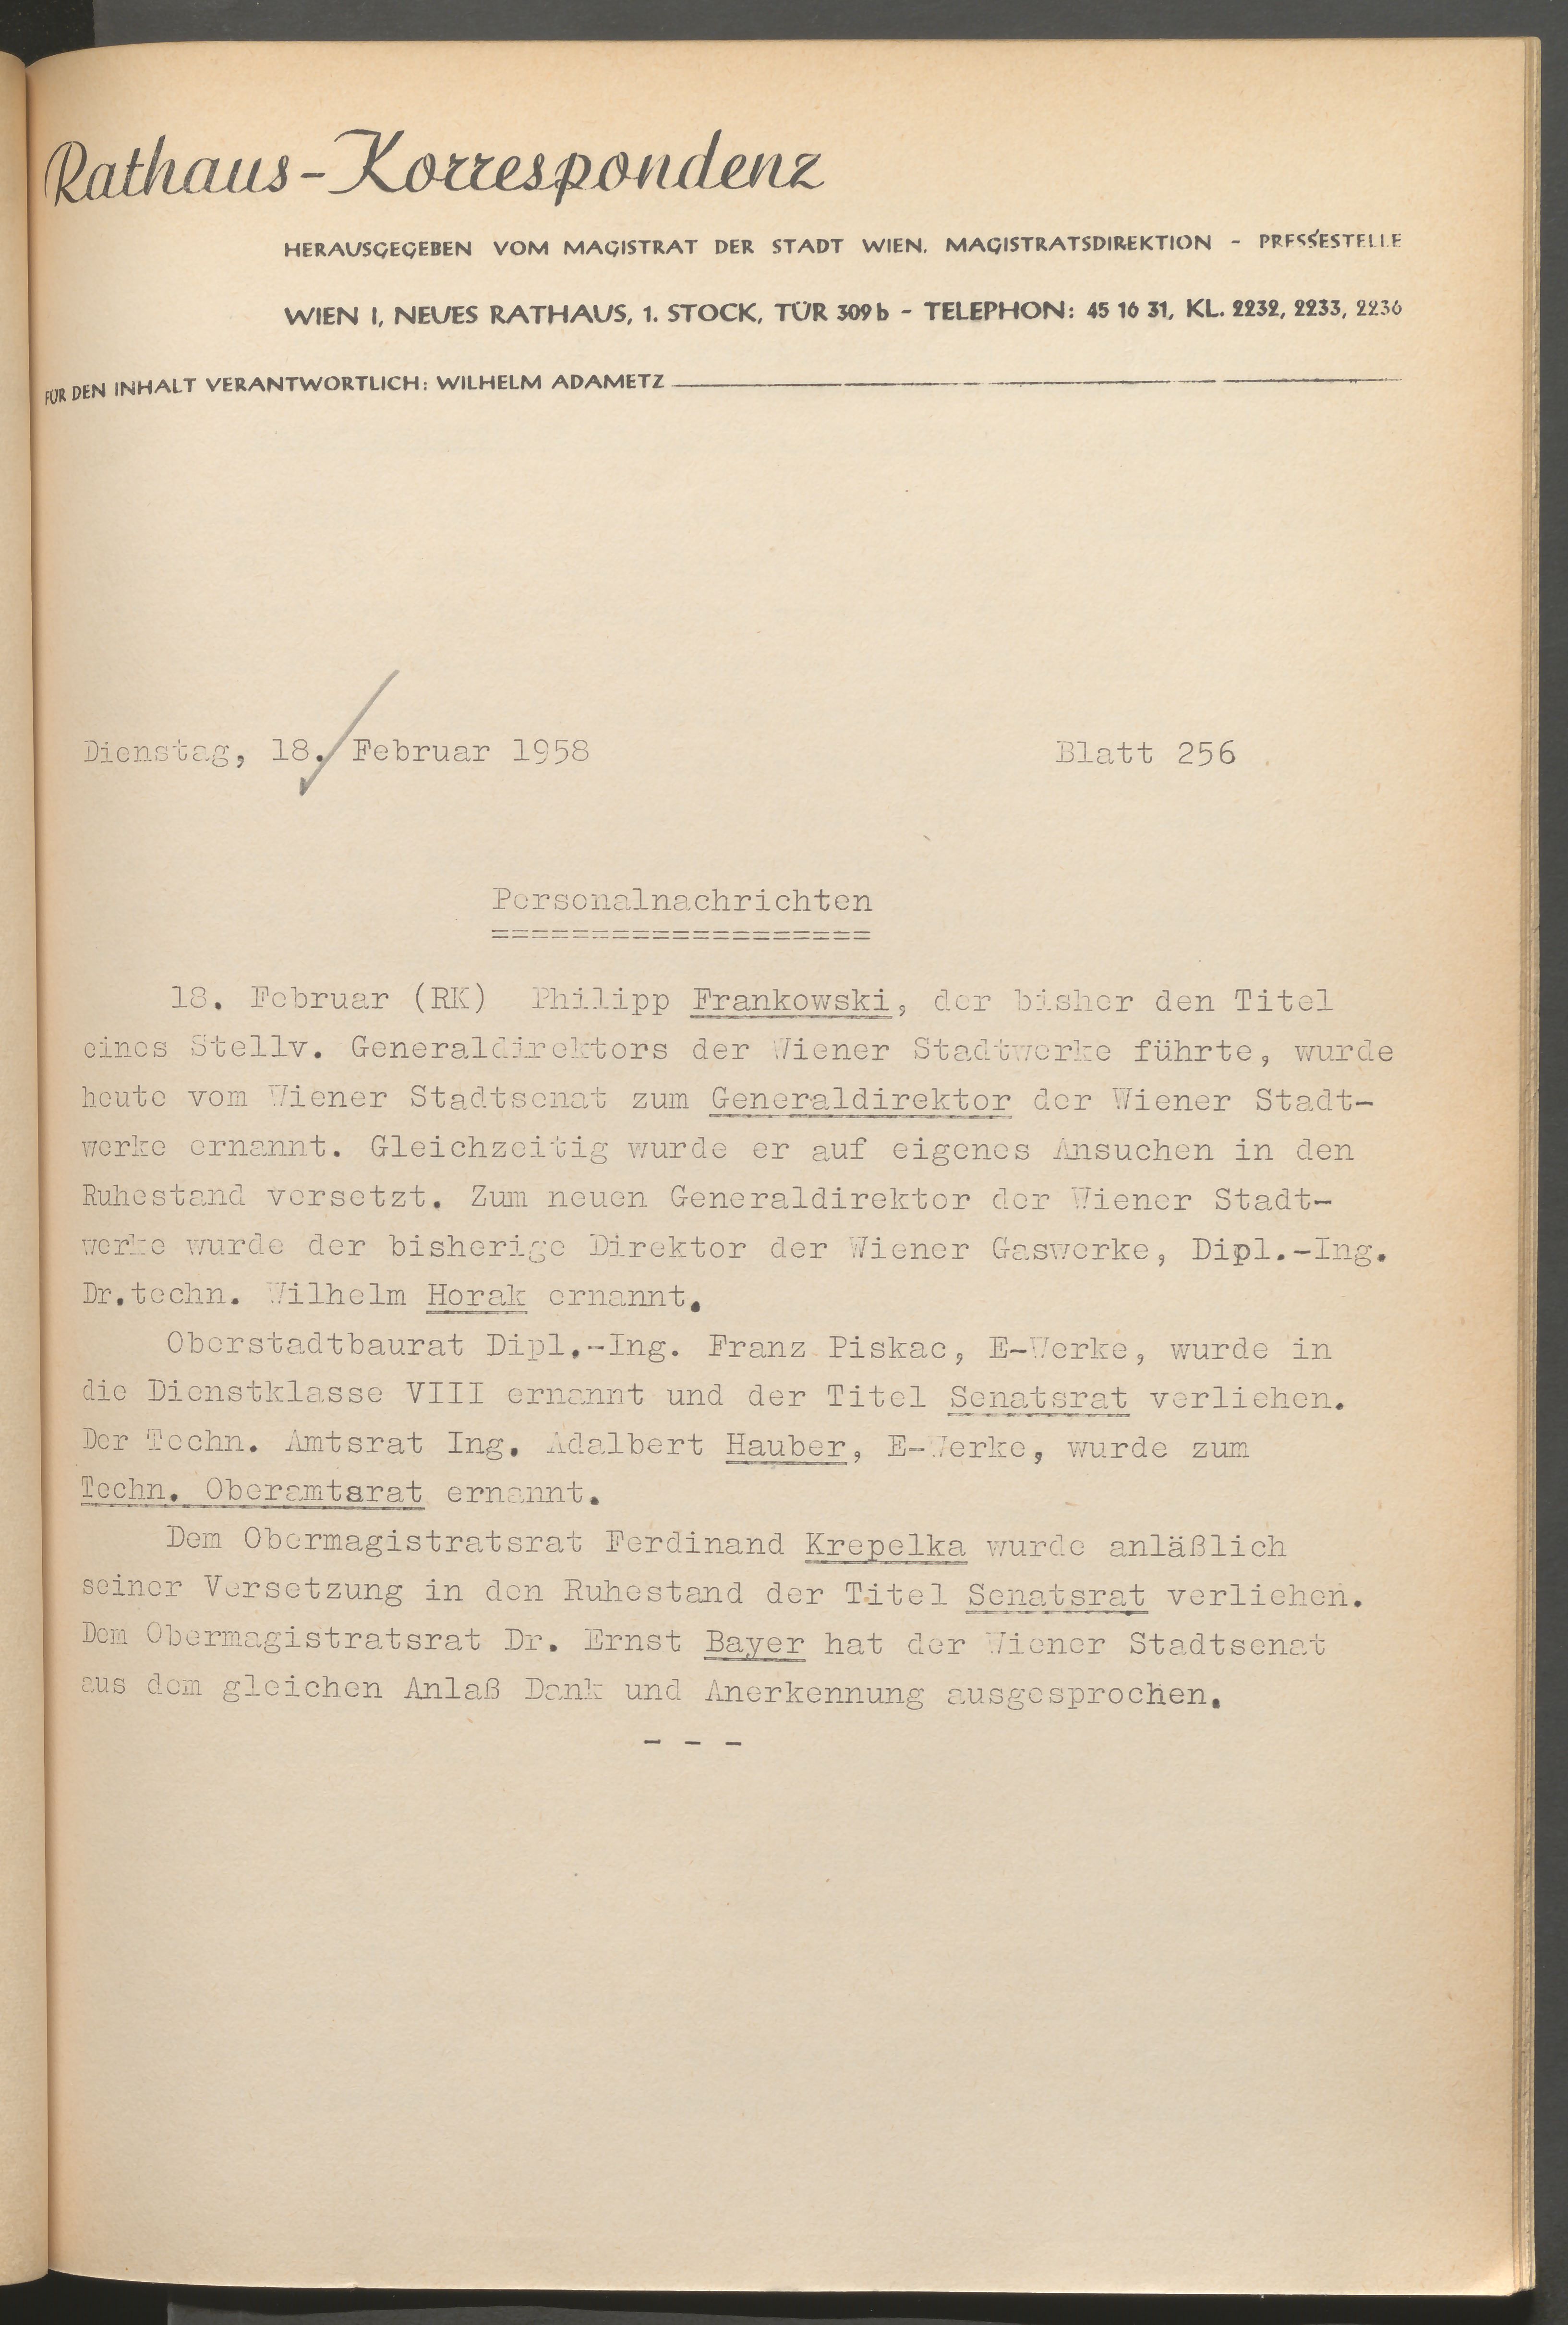 Rathaus-Korrespondenz
HERAUSGEGEBEN VOM MAGISTRAT DER STADT WIEN. MAGISTRATSDIREKTION - PRESSESTELLE
WIEN I, NEUES RATHAUS, 1. STOCK, TÜR 309b - TELEPHON: 45 16 31, KL. 2232, 2233, 2236
FÜR DEN INHALT VERANTWORTLICH: WILHELM ADAMETZ
Dienstag, 18. Februar 1958 Blatt 256
Personalnachrichten
===================
18. Februar (RK) Philipp Frankowski, der bisher den Titel
eines Stellv. Generaldirektors der Wiener Stadtwerke führte, wurde
heute vom Wiener Stadtsenat zum Generaldirektor der Wiener Stadt-
werke ernannt. Gleichzeitig wurde er auf eigenes Ansuchen in den
Ruhestand versetzt. Zum neuen Generaldirektor der Wiener Stadt-
werke wurde der bisherige Direktor der Wiener Gaswerke, Dipl.-Ing.
Dr.techn. Wilhelm Horak ernannt.
Oberstadtbaurat Dipl.-Ing. Franz Piskac, E-Werke, wurde in
die Dienstklasse VIII ernannt und der Titel Senatsrat verliehen.
Der Techn. Amtsrat Ing. Adalbert Hauber, E-Werke, wurde zum
Techn. Oberamtsrat ernannt.
Dem Obermagistratsrat Ferdinand Krepelka wurde anläßlich
seiner Versetzung in den Ruhestand der Titel Senatsrat verliehen.
Dem Obermagistratsrat Dr. Ernst Bayer hat der Wiener Stadtsenat
aus dem gleichen Anlaß Dank und Anerkennung ausgesprochen.
- - -